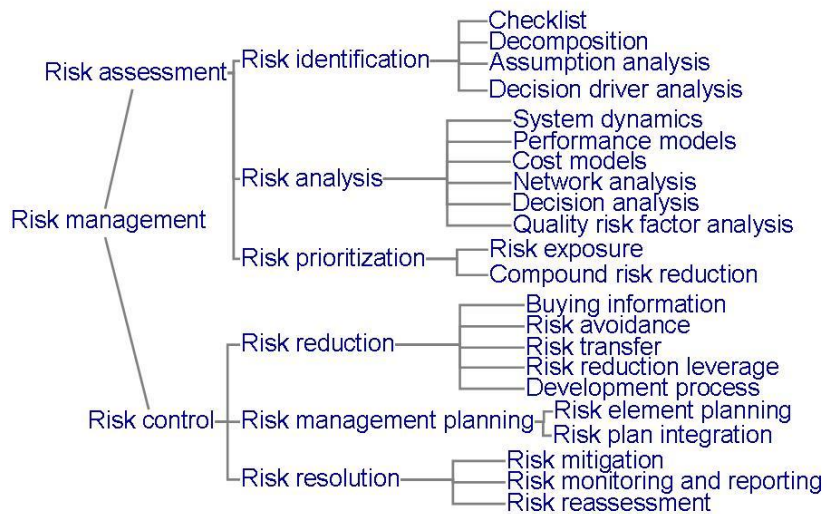 Risk management
Risk assessment
Risk identification
Checklist
Decomposition
Assumption analysis
Decision driver analysis
Risk analysis
System dynamics
Performance models
Cost models
Network analysis
Decision analysis
Quality risk factor analysis
Risk prioritization
Risk exposure
Compound risk reduction
Risk control
Risk reduction
Buying information
Risk avoidance
Risk transfer
Risk reduction leverage
Development process
Risk management planning
Risk element planning
Risk plan integration
Risk resolution
Risk mitigation
Risk monitoring and reporting
Risk reassessment